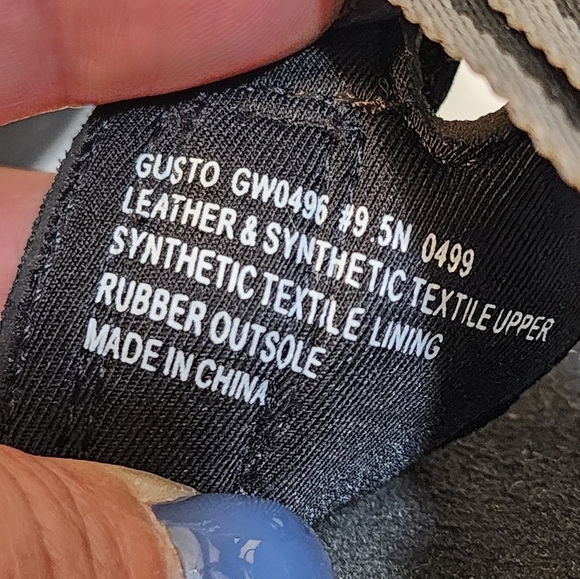 GUSTO GW0496 #9.5N 0499
LEATHER & SYNTHETIC TEXTILE UPPER
SYNTHETIC TEXTILE LINING
RUBBER OUTSOLE
MADE IN CHINA